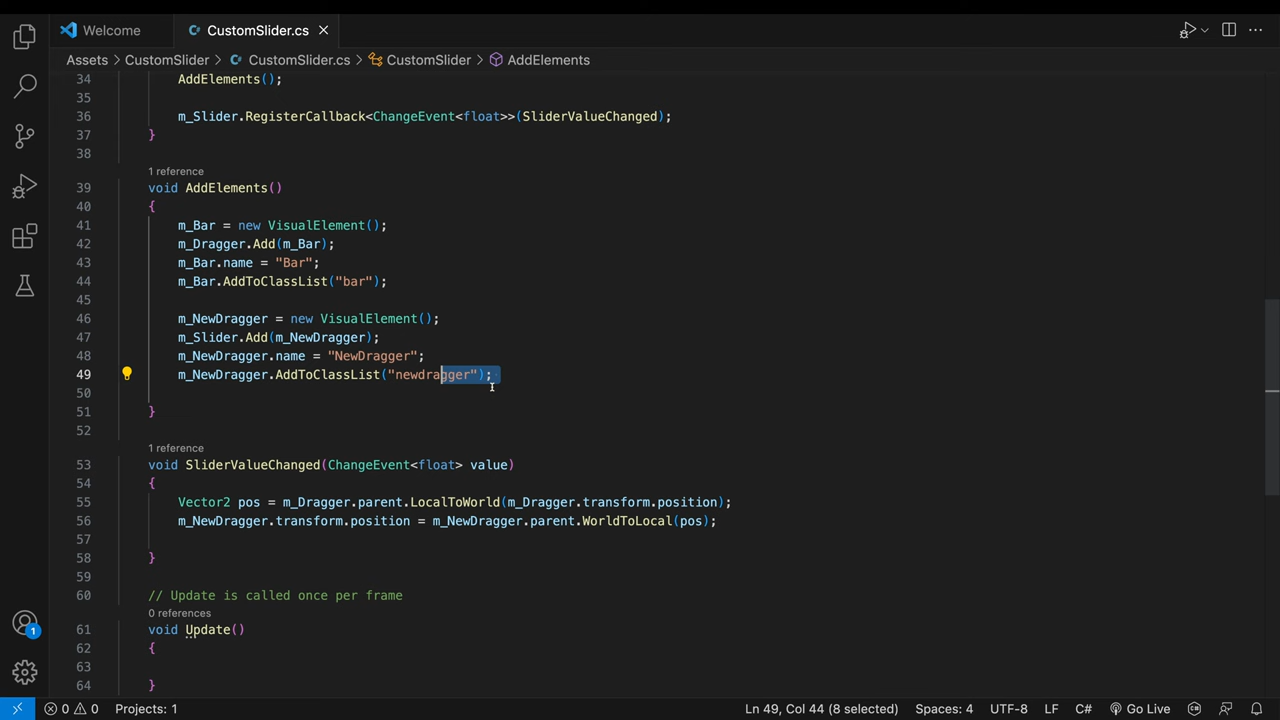 Welcome
CustomSlider.cs
Assets > CustomSlider > CustomSlider.cs > CustomSlider > AddElements
34 AddElements();
35
36 m_Slider.RegisterCallback<ChangeEvent<float>>(SliderValueChanged);
37 }
38
1 reference
39 void AddElements()
40 {
41 m_Bar = new VisualElement();
42 m_Dragger.Add(m_Bar);
43 m_Bar.name = "Bar";
44 m_Bar.AddToClassList("bar");
45
46 m_NewDragger = new VisualElement();
47 m_Slider.Add(m_NewDragger);
48 m_NewDragger.name = "NewDragger";
49 m_NewDragger.AddToClassList("newdragger");
50
51 }
52
1 reference
53 void SliderValueChanged(ChangeEvent<float> value)
54 {
55 Vector2 pos = m_Dragger.parent.LocalToWorld(m_Dragger.transform.position);
56 m_NewDragger.transform.position = m_NewDragger.parent.WorldToLocal(pos);
57
58 }
59
60 // Update is called once per frame
0 references
61 void Update()
62 {
63
64 }
1
0 0 Projects: 1 Ln 49, Col 44 (8 selected) Spaces: 4 UTF-8 LF C# Go Live